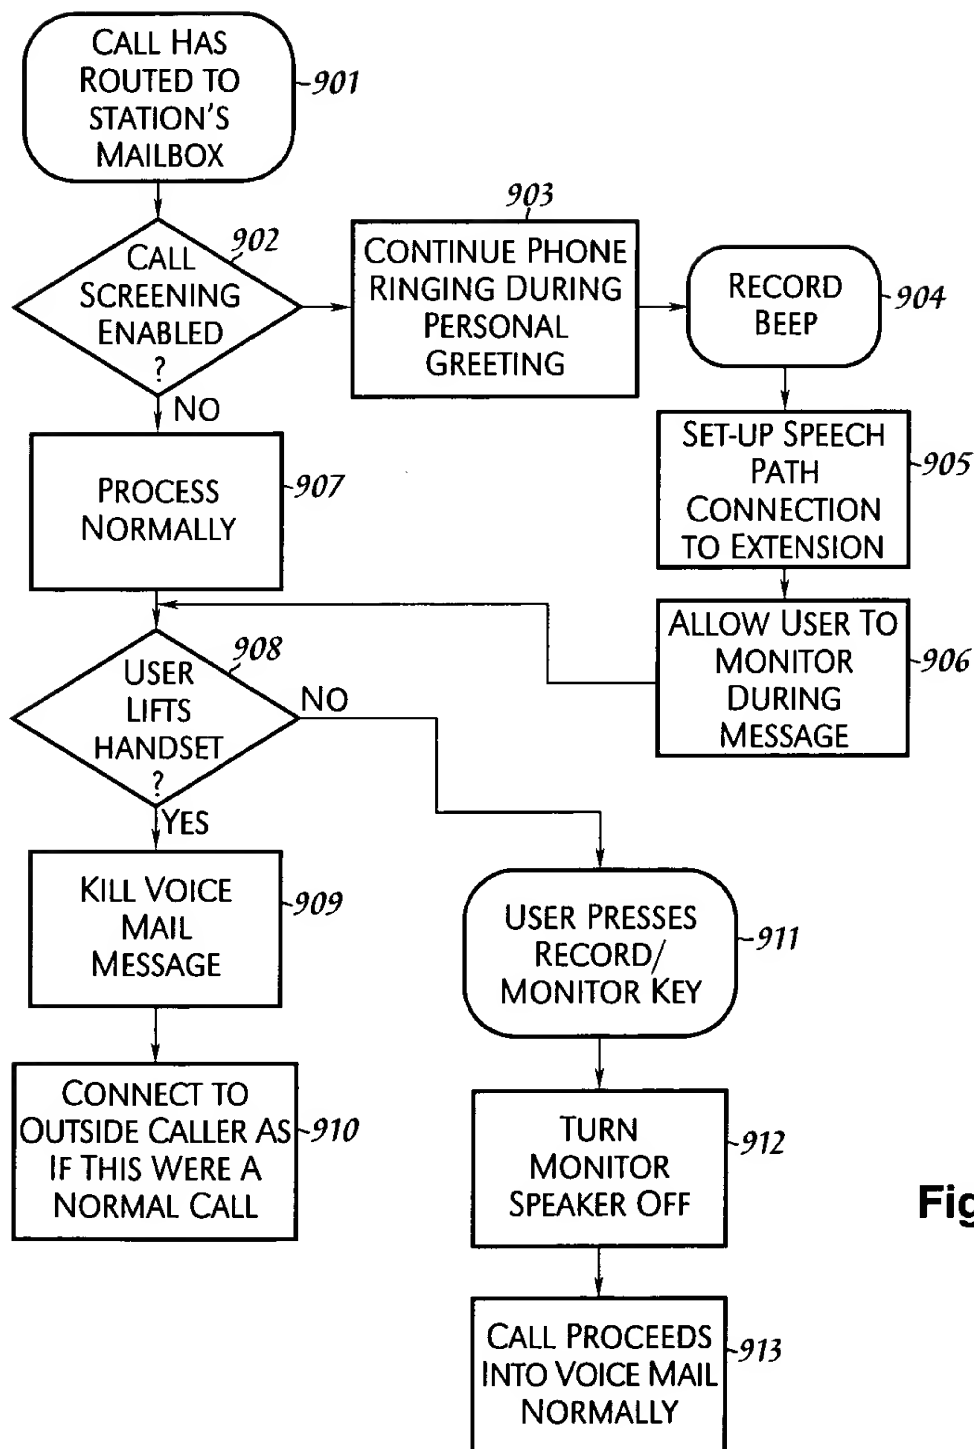 CALL HAS
ROUTED TO
STATION'S
MAILBOX
901
CALL
SCREENING
ENABLED
?
902
NO
903
CONTINUE PHONE
RINGING DURING
PERSONAL
GREETING
RECORD
BEEP
904
SET-UP SPEECH
PATH
CONNECTION
TO EXTENSION
905
ALLOW USER TO
MONITOR
DURING
MESSAGE
906
PROCESS
NORMALLY
907
USER
LIFTS
HANDSET
?
908
NO
YES
KILL VOICE
MAIL
MESSAGE
909
CONNECT TO
OUTSIDE CALLER AS
IF THIS WERE A
NORMAL CALL
910
USER PRESSES
RECORD/
MONITOR KEY
911
TURN
MONITOR
SPEAKER OFF
912
CALL PROCEEDS
INTO VOICE MAIL
NORMALLY
913
Fig